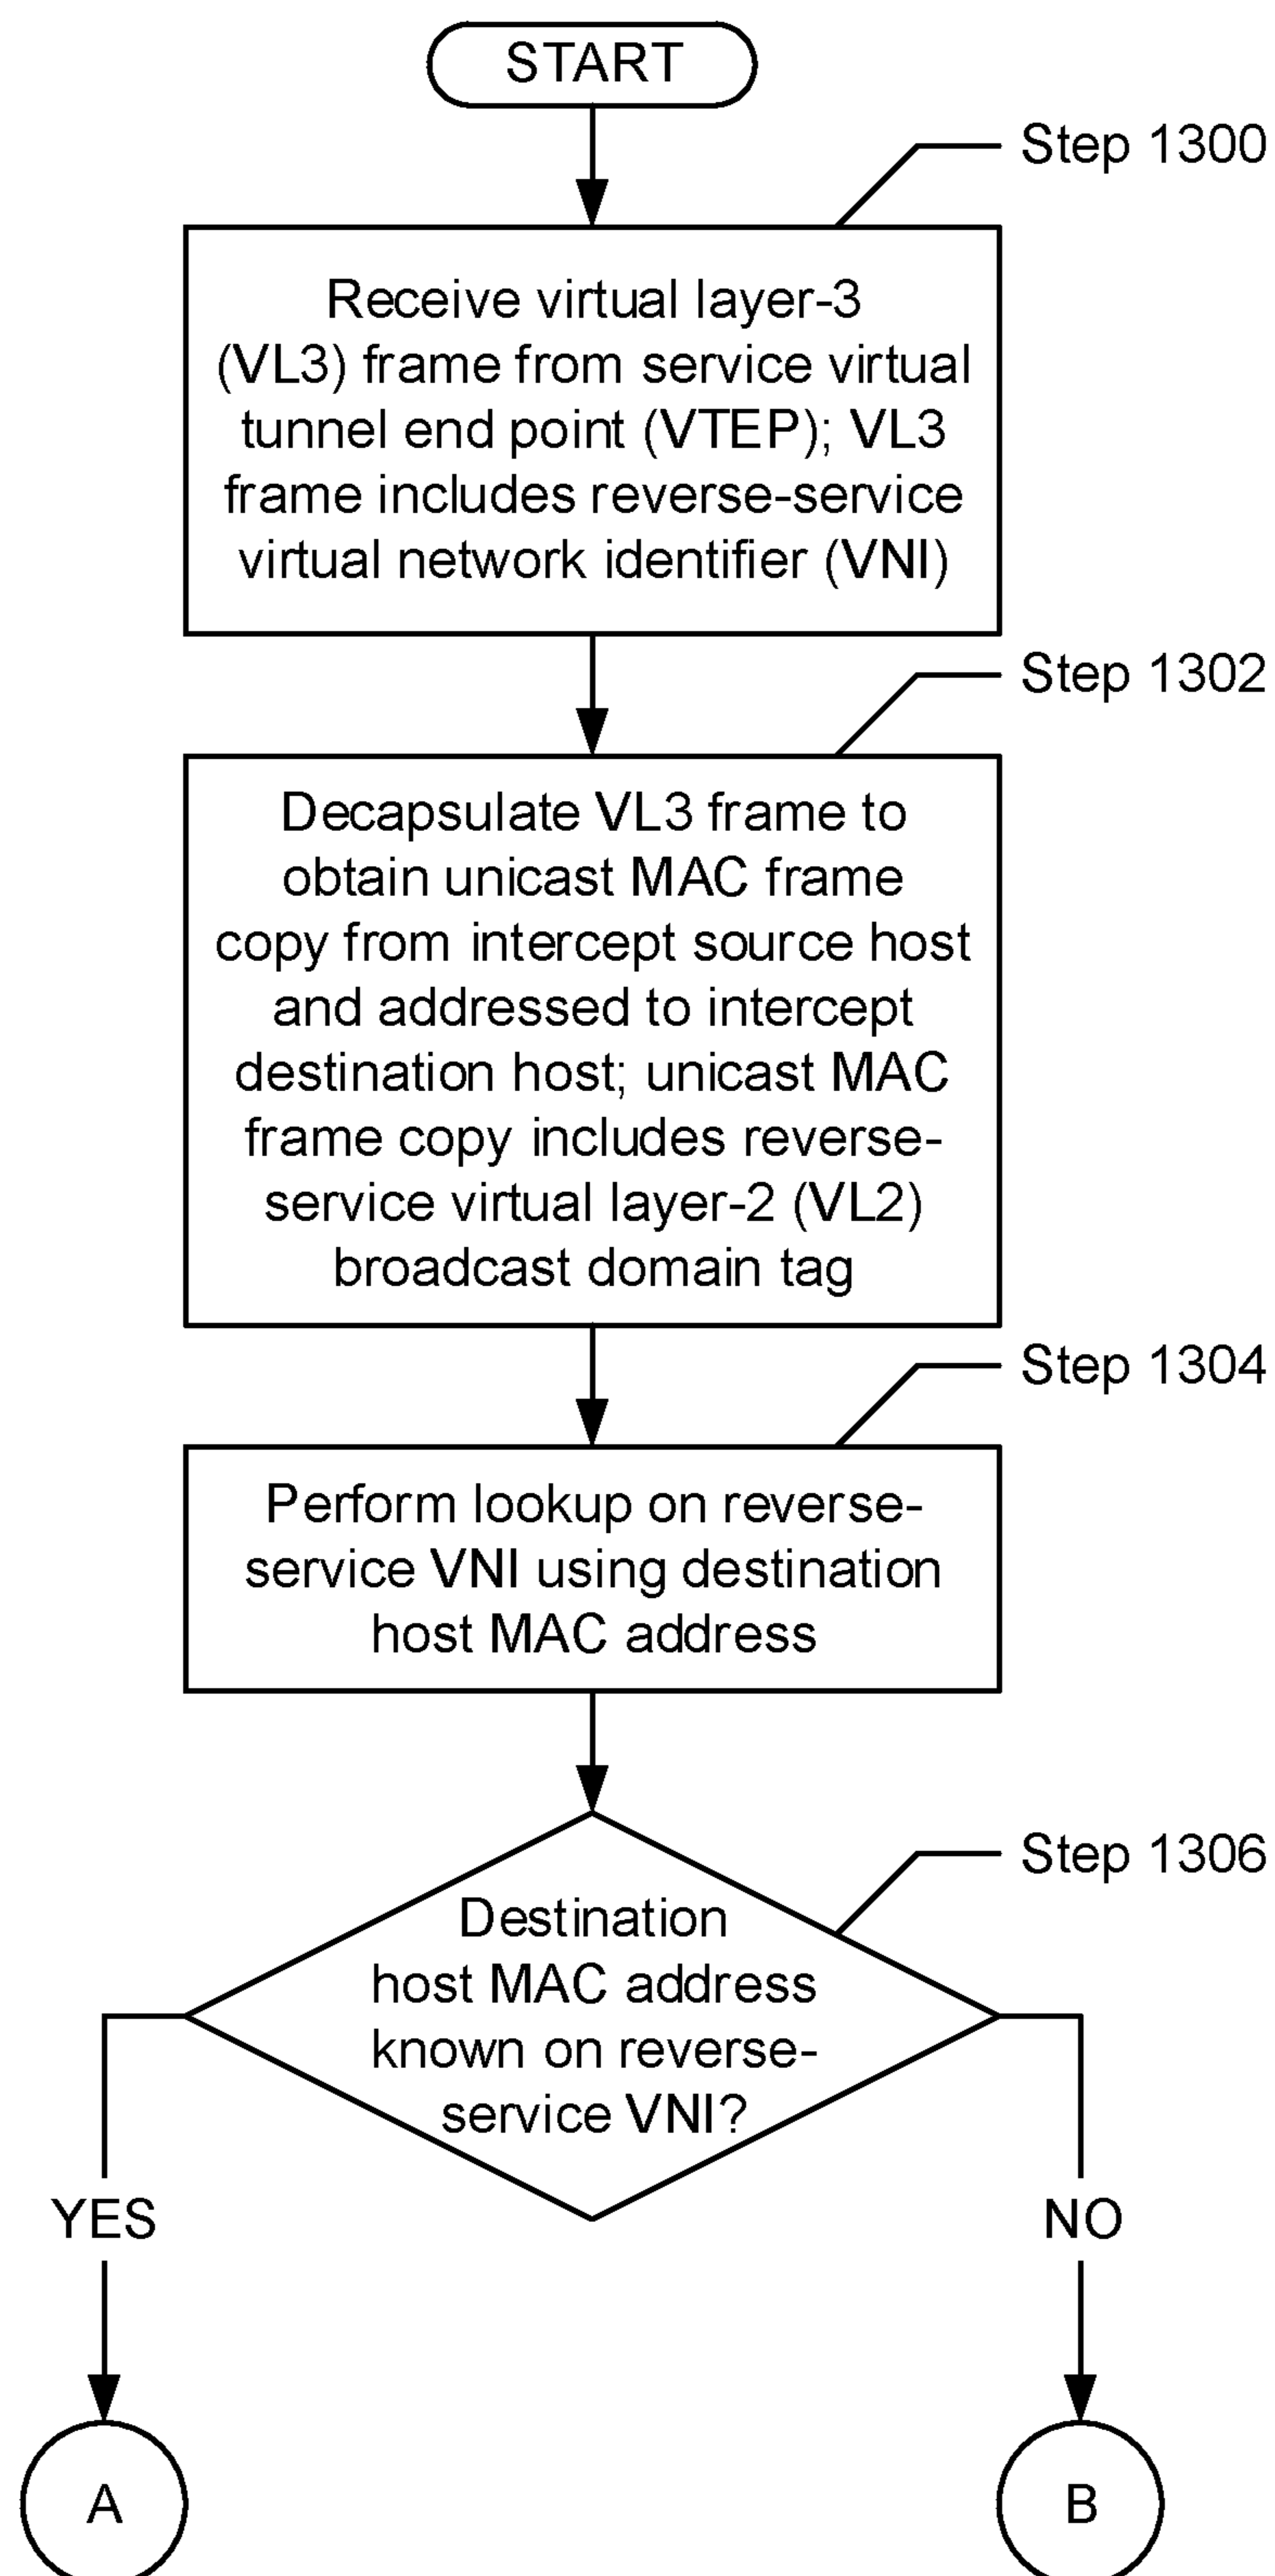 START
Step 1300
Receive virtual layer-3
(VL3) frame from service virtual
tunnel end point (VTEP); VL3
frame includes reverse-service
virtual network identifier (VNI)
Step 1302
Decapsulate VL3 frame to
obtain unicast MAC frame
copy from intercept source host
and addressed to intercept
destination host; unicast MAC
frame copy includes reverse-
service virtual layer-2 (VL2)
broadcast domain tag
Step 1304
Perform lookup on reverse-
service VNI using destination
host MAC address
Step 1306
Destination
host MAC address
known on reverse-
service VNI?
YES
NO
A
B